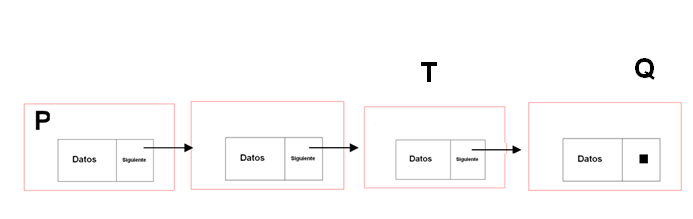 T
Q
P
Datos Siguiente
Datos Siguiente
Datos Siguiente
Datos